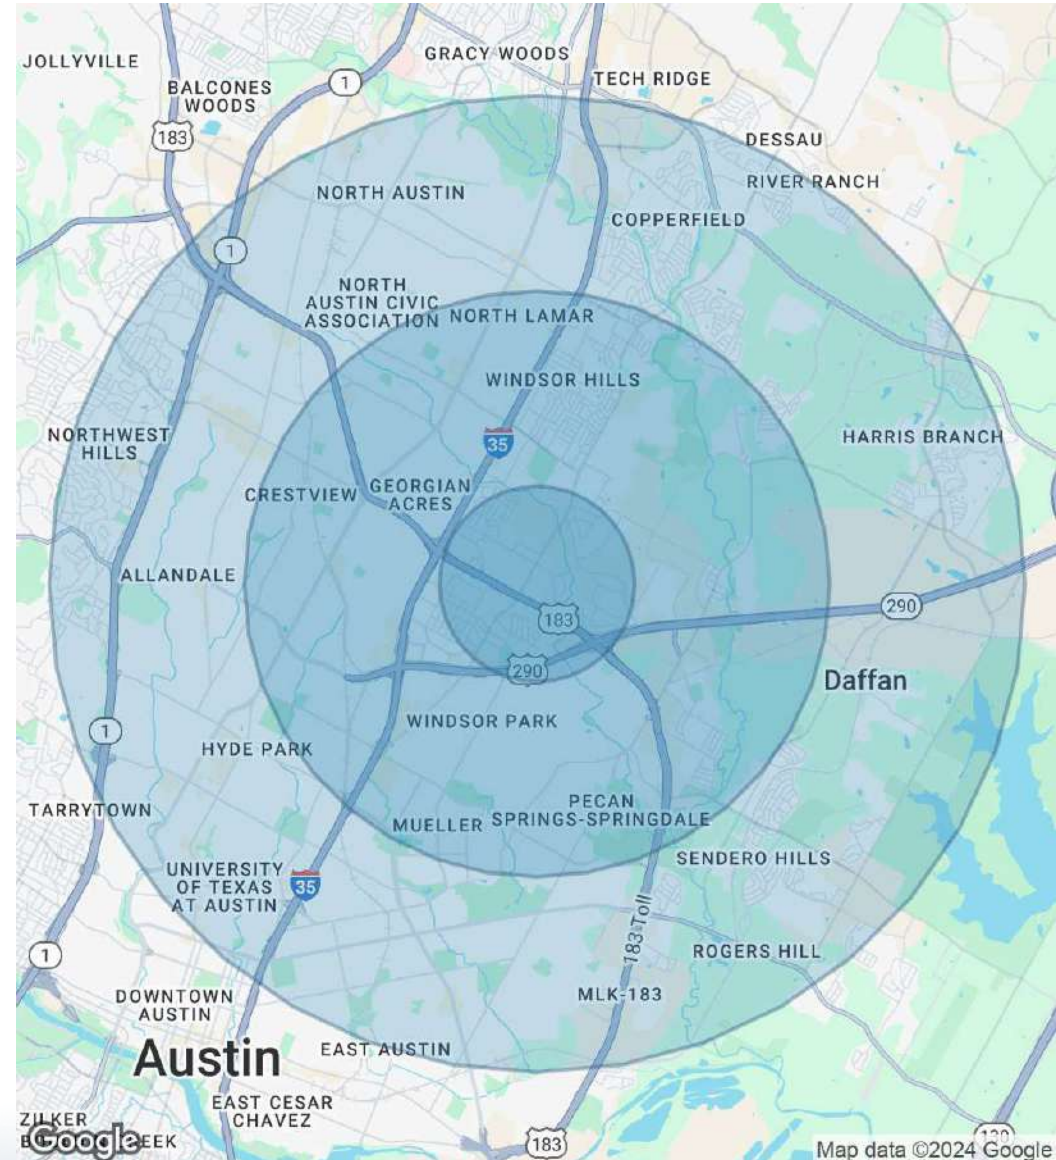 GRACY WOODS
JOLLYVILLE
TECH RIDGE
BALCONES
WOODS
1
183
DESSAU
RIVER RANCH
NORTH AUSTIN
COPPERFIELD
1
NORTH
AUSTIN CIVIC
ASSOCIATION
NORTH LAMAR
WINDSOR HILLS
NORTHWEST
HILLS
35
HARRIS BRANCH
GEORGIAN
ACRES
CRESTVIEW
ALLANDALE
290
183
290
Daffan
WINDSOR PARK
1
HYDE PARK
TARRYTOWN
PECAN
SPRINGS-SPRINGDALE
MUELLER
SENDERO HILLS
UNIVERSITY
OF TEXAS
AT AUSTIN
35
183 Toll
1
ROGERS HILL
DOWNTOWN
AUSTIN
MLK-183
Austin
EAST AUSTIN
EAST CESAR
CHAVEZ
ZILKER
Google
183
130
Map data ©2024 Google